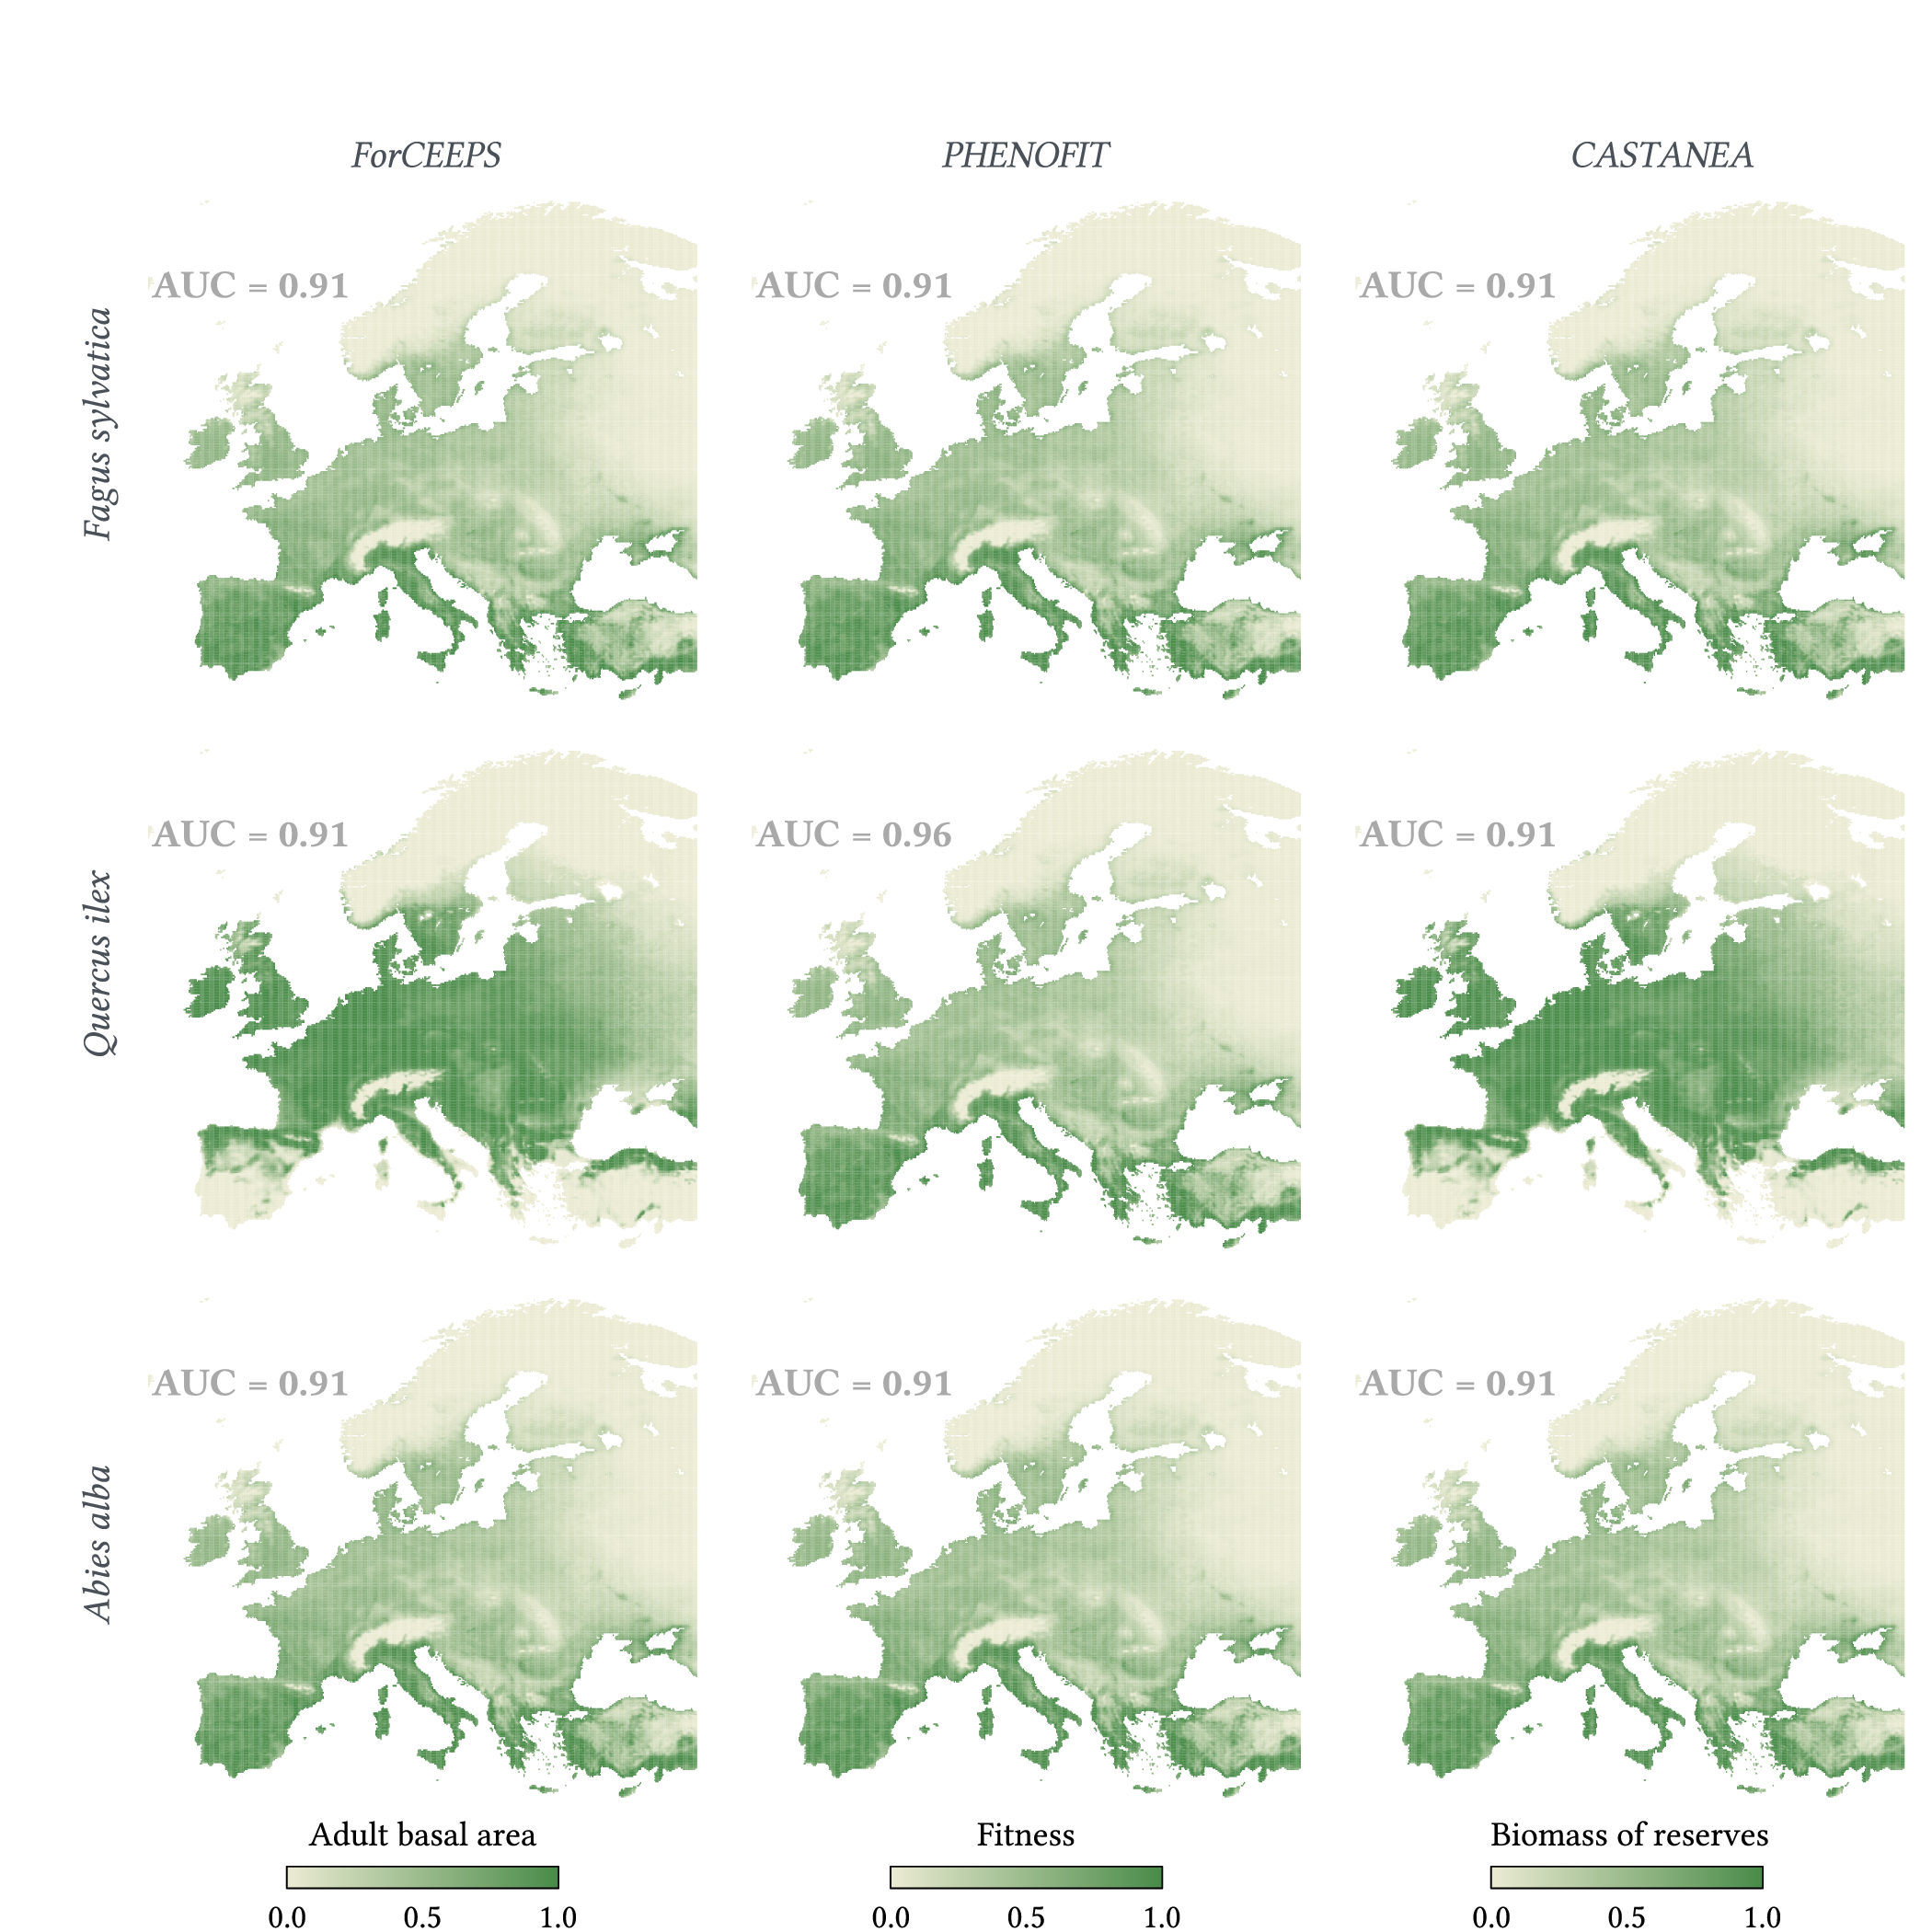 ForCEEPS PHENOFIT CASTANEA
Fagus sylvatica
AUC = 0.91 AUC = 0.91 AUC = 0.91
Quercus ilex
AUC = 0.91 AUC = 0.96 AUC = 0.91
Abies alba
AUC = 0.91 AUC = 0.91 AUC = 0.91
Adult basal area Fitness Biomass of reserves
0.0 0.5 1.0 0.0 0.5 1.0 0.0 0.5 1.0